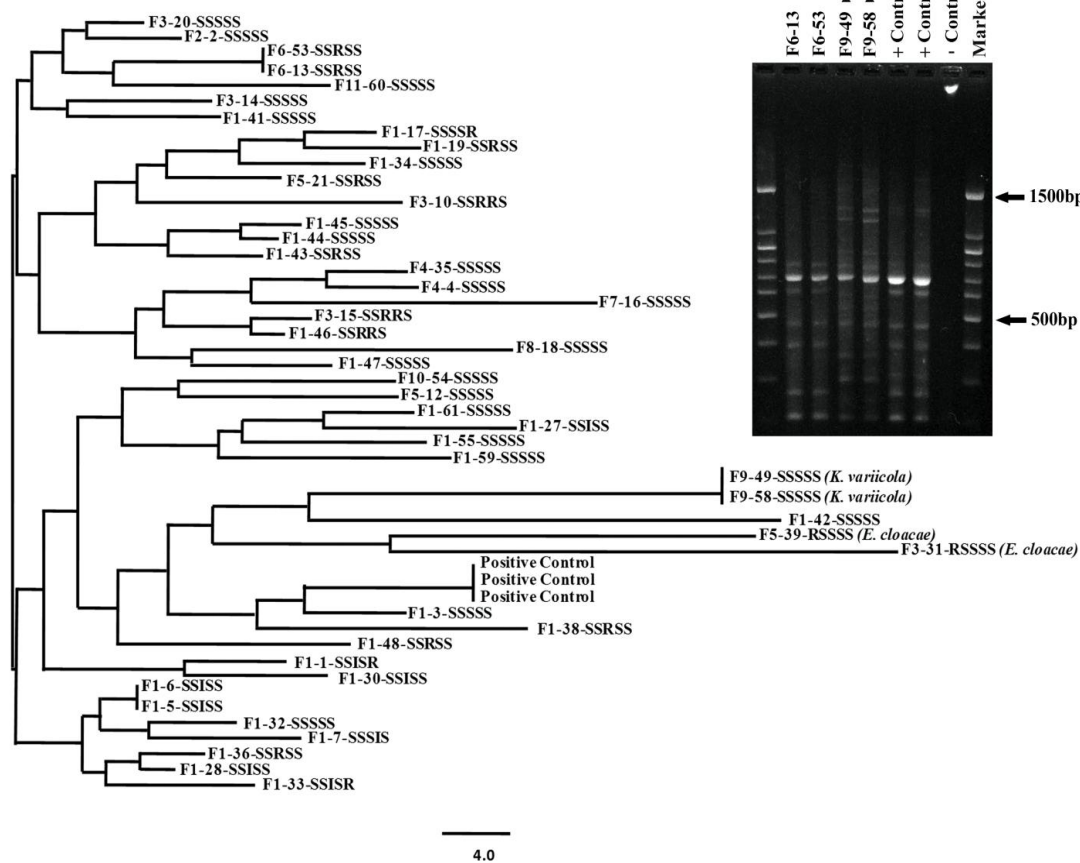 F3-20-SSSSS
F2-2-SSSSS
F6-53-SSRSS
F6-13-SSRSS
F11-60-SSSSS
F3-14-SSSSS
F1-41-SSSSS
F1-17-SSSSR
F1-19-SSRSS
F1-34-SSSSS
F5-21-SSRSS
F3-10-SSRRS
F1-45-SSSSS
F1-44-SSSSS
F1-43-SSRSS
F4-35-SSSSS
F4-4-SSSSS
F7-16-SSSSS
F3-15-SSRRS
F1-46-SSRRS
F8-18-SSSSS
F1-47-SSSSS
F10-54-SSSSS
F5-12-SSSSS
F1-61-SSSSS
F1-27-SSISS
F1-55-SSSSS
F1-59-SSSSS
F9-49-SSSSS (K. variicola)
F9-58-SSSSS (K. variicola)
F1-42-SSSSS
F5-39-RSSSS (E. cloacae)
F3-31-RSSSS (E. cloacae)
Positive Control
Positive Control
Positive Control
F1-3-SSSSS
F1-38-SSRSS
F1-48-SSRSS
F1-1-SSISR
F1-30-SSISS
F1-6-SSISS
F1-5-SSISS
F1-32-SSSSS
F1-7-SSSIS
F1-36-SSRSS
F1-28-SSISS
F1-33-SSISR
4.0
F6-13
F6-53
F9-49
F9-58
+ Contr
+ Contr
- Contr
Marke
1500bp
500bp